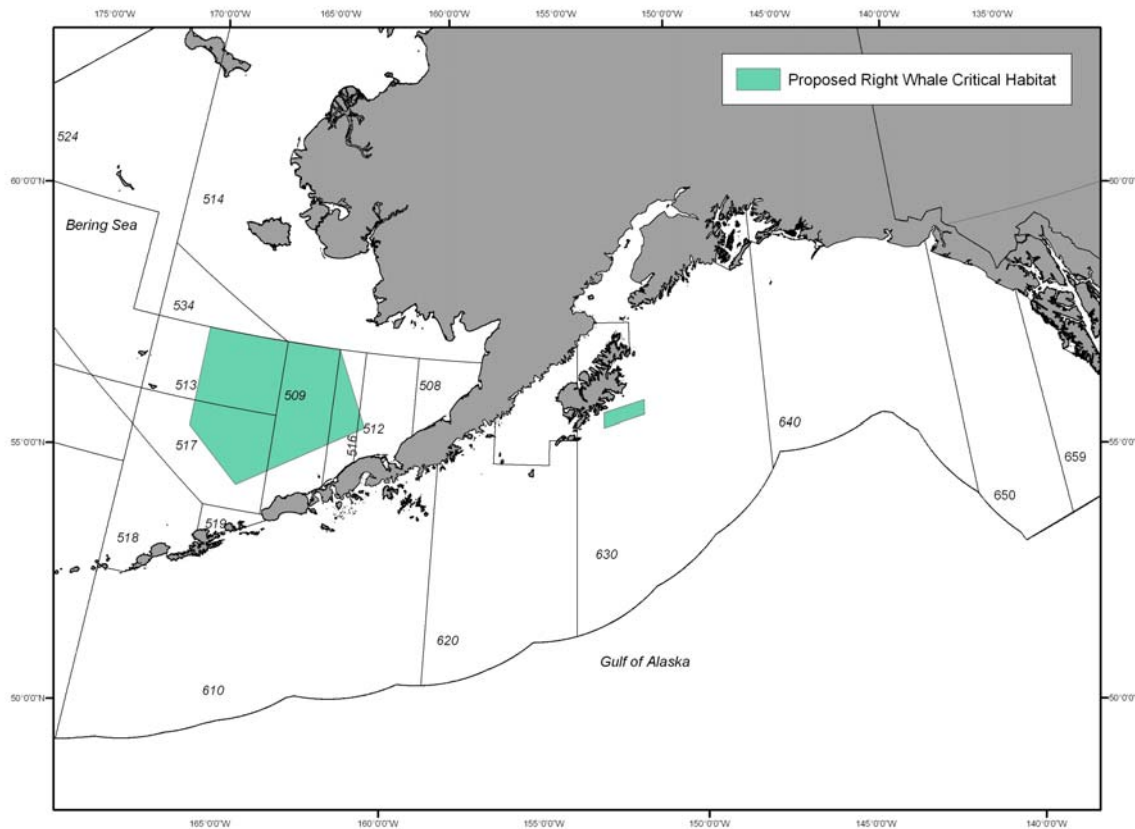 175°0'0"W 170°0'0"W 165°0'0"W 160°0'0"W 155°0'0"W 150°0'0"W 145°0'0"W 140°0'0"W 135°0'0"W
Proposed Right Whale Critical Habitat
524
60°0'0"N
60°0'0"N
514
Bering Sea
534
513
509
508
640
517
516
512
55°0'0"N
55°0'0"N
659
650
518
519
630
620
Gulf of Alaska
610
50°0'0"N
50°0'0"N
165°0'0"W 160°0'0"W 155°0'0"W 150°0'0"W 145°0'0"W 140°0'0"W